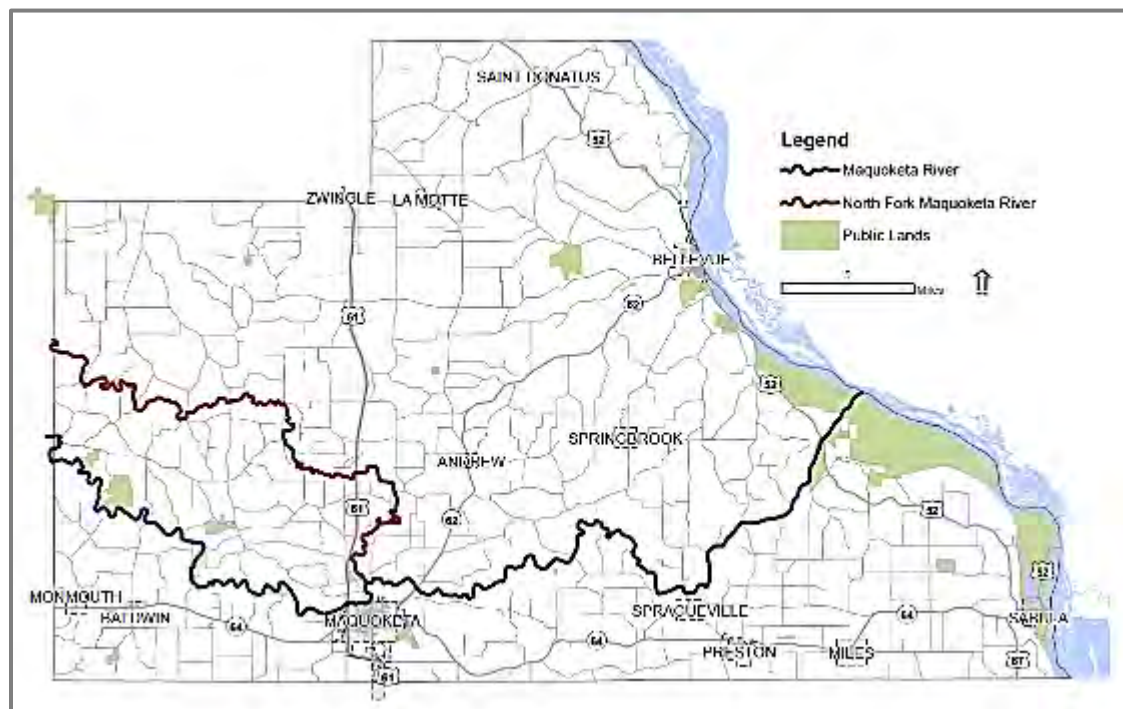 SAINT DONATUS
52
Legend
Maquoketa River
ZWINGLE
LA MOTTE
North Fork Maquoketa River
Public Lands
BELLEVUE
Miles
62
61
52
SPRINGBROOK
ANDREW
61
62
52
52
MONMOUTH
BALDWIN
64
MAQUOKETA
SPRAGUEVILLE
64
SABULA
64
PRESTON
MILES
67
61